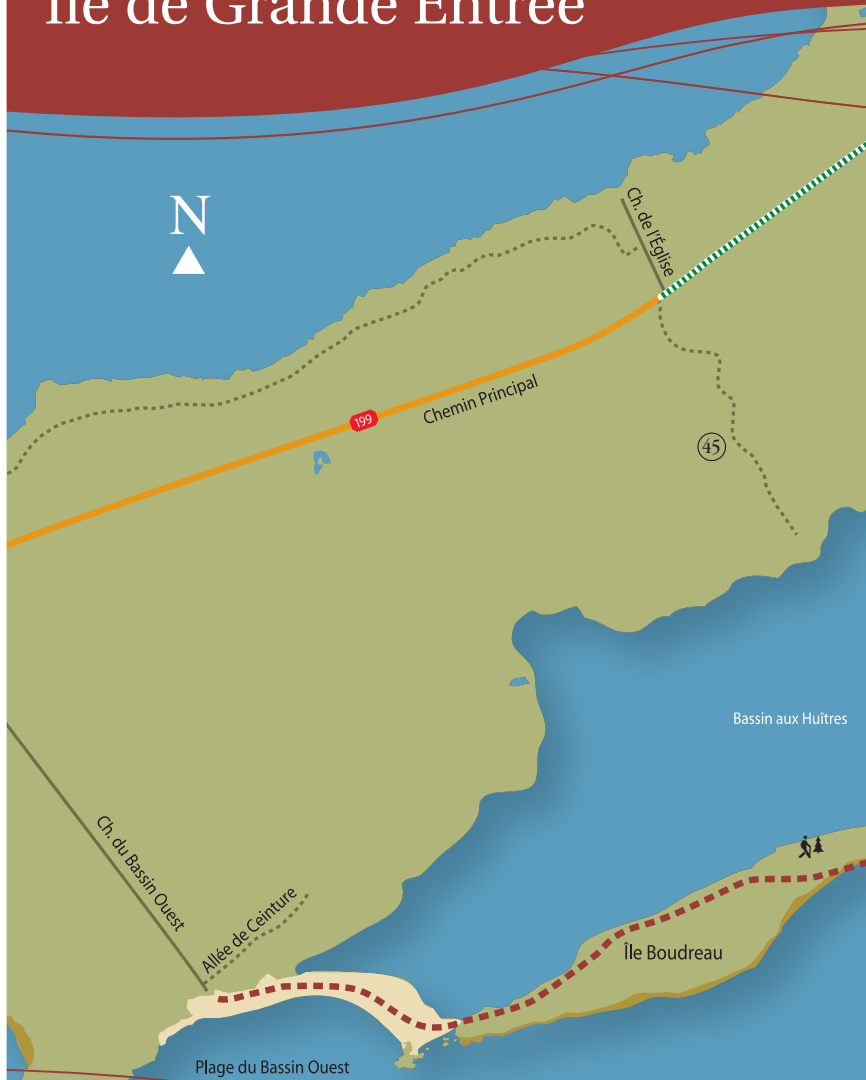 Île de Grande Entrée
N
Ch. de l'Église
199
Chemin Principal
45
Bassin aux Huîtres
Ch. du Bassin Ouest
Allée de Ceinture
Île Boudreau
Plage du Bassin Ouest